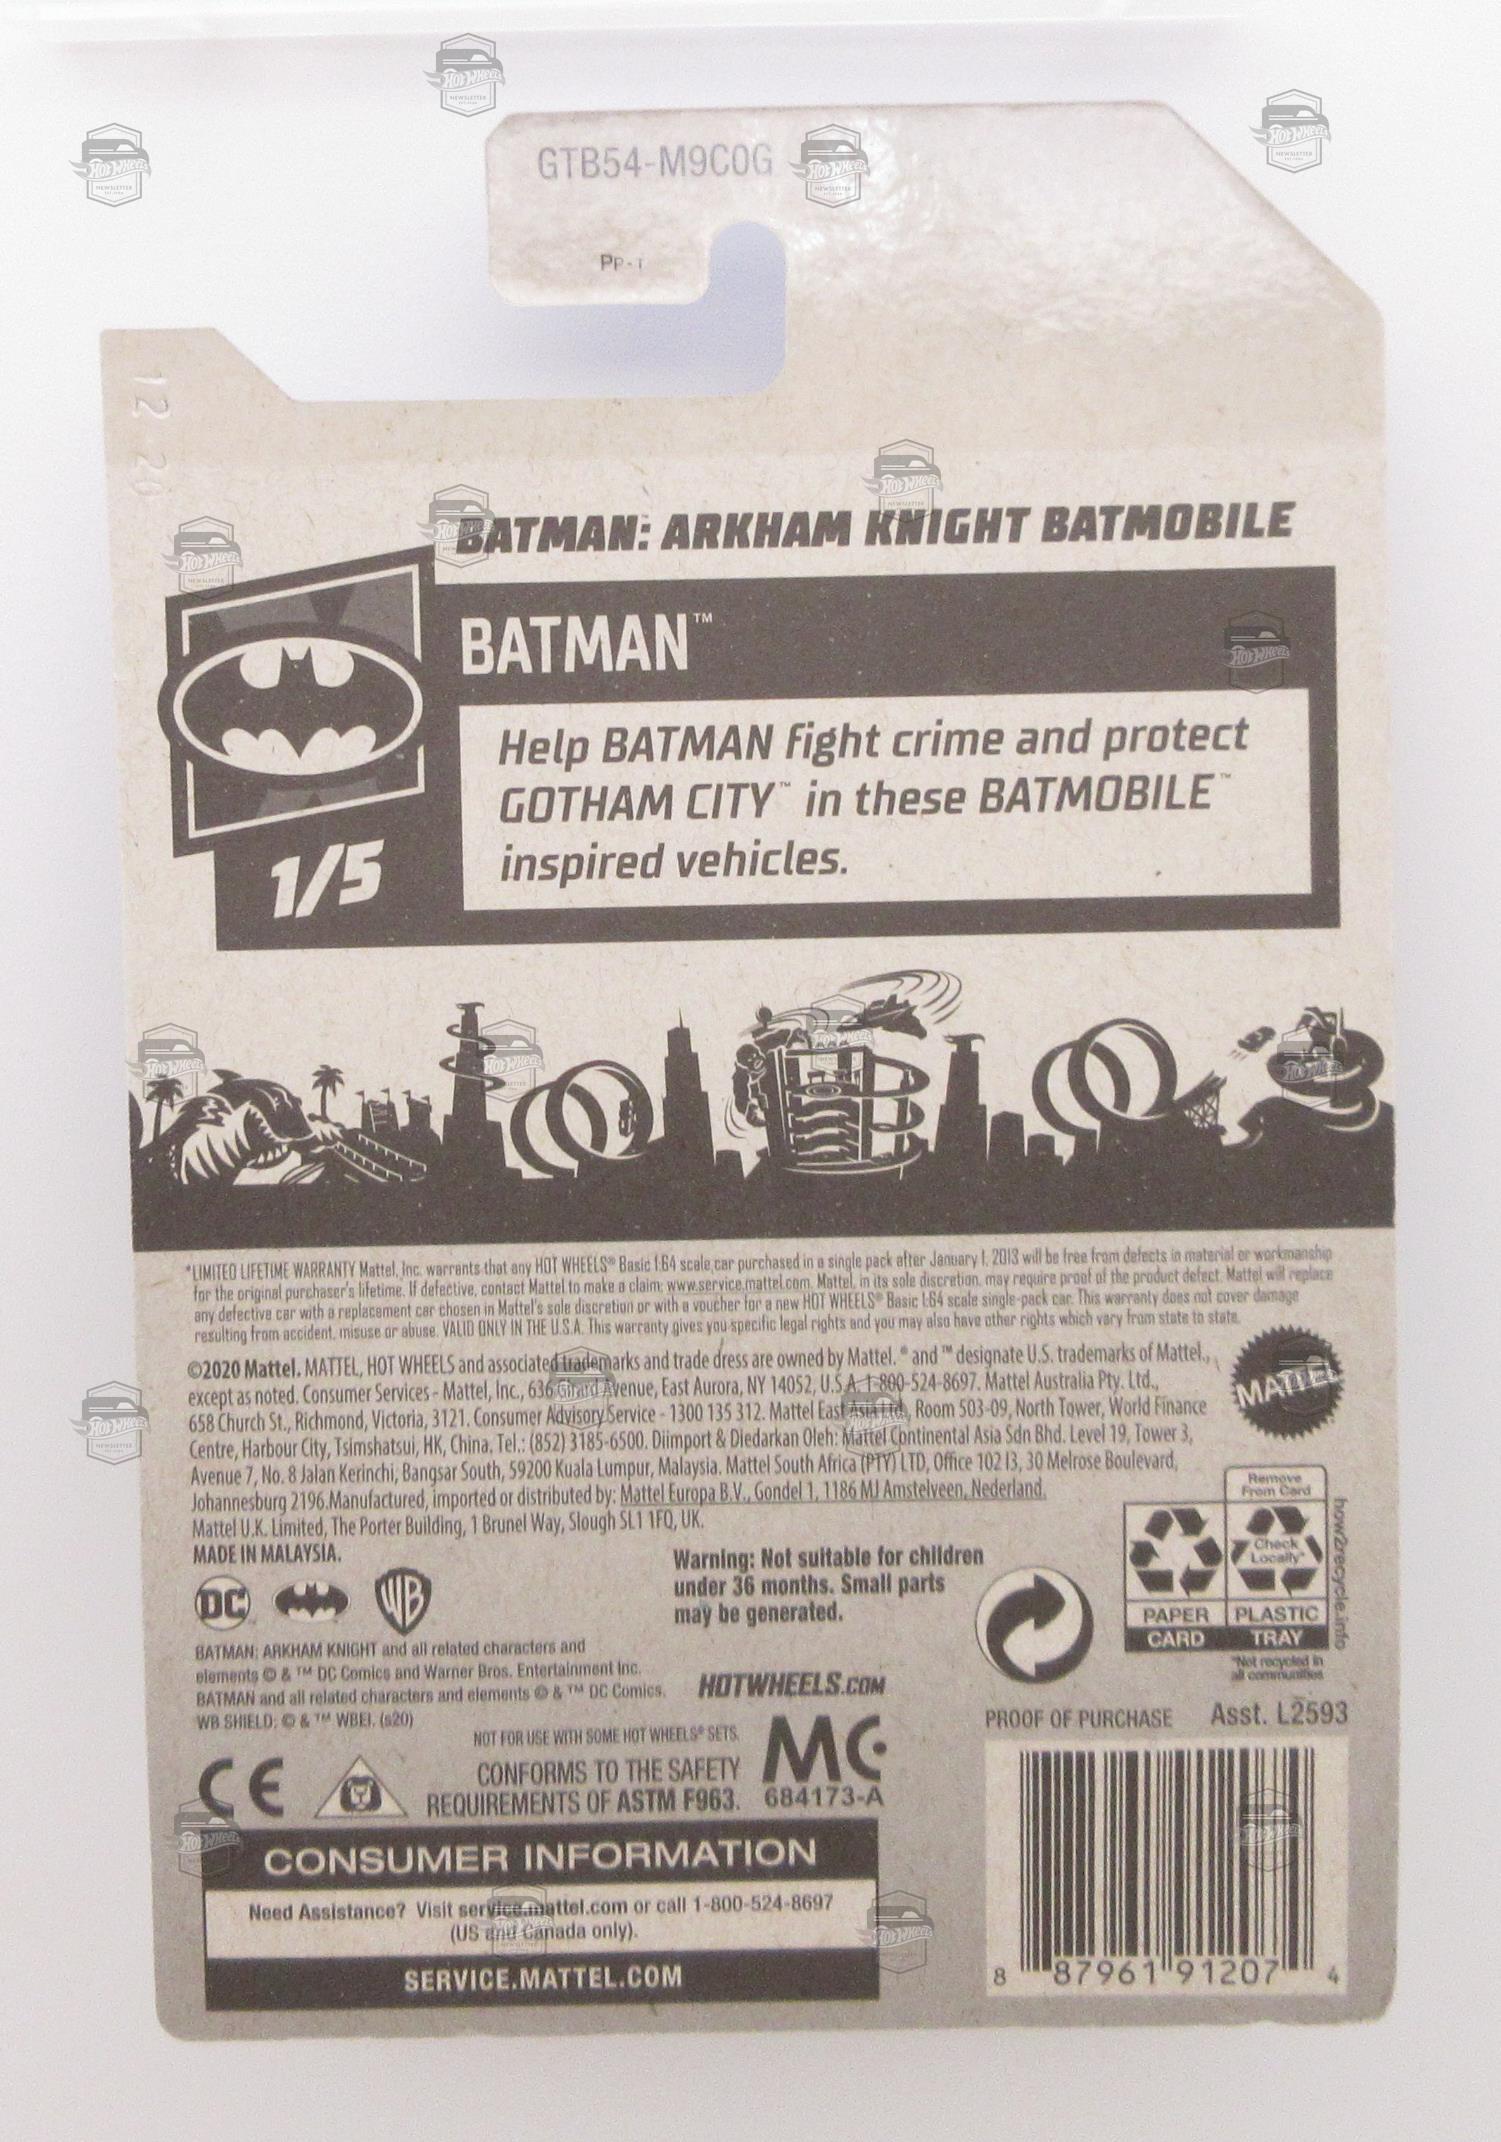 GTB54-M9C0G
PP-1
12 20
BATMAN: ARKHAM KNIGHT BATMOBILE
BATMAN™
Help BATMAN fight crime and protect
GOTHAM CITY™ in these BATMOBILE™
inspired vehicles.
1/5
*LIMITED LIFETIME WARRANTY Mattel, Inc. warrants that any HOT WHEELS® Basic 1:64 scale car purchased in a single pack after January 1, 2013 will be free from defects in material or workmanship
for the original purchaser's lifetime. If defective, contact Mattel to make a claim: www.service.mattel.com. Mattel, in its sole discretion, may require proof of the product defect. Mattel will replace
any defective car with a replacement car chosen in Mattel's sole discretion or with a voucher for a new HOT WHEELS® Basic 1:64 scale single-pack car. This warranty does not cover damage
resulting from accident, misuse or abuse. VALID ONLY IN THE U.S.A. This warranty gives you specific legal rights and you may also have other rights which vary from state to state.
©2020 Mattel. MATTEL, HOT WHEELS and associated trademarks and trade dress are owned by Mattel. ® and ™ designate U.S. trademarks of Mattel.,
except as noted. Consumer Services - Mattel, Inc., 636 Girard Avenue, East Aurora, NY 14052, U.S.A. 1-800-524-8697. Mattel Australia Pty. Ltd.,
658 Church St., Richmond, Victoria, 3121. Consumer Advisory Service - 1300 135 312. Mattel East Asia Ltd., Room 503-09, North Tower, World Finance
Centre, Harbour City, Tsimshatsui, HK, China. Tel.: (852) 3185-6500. Diimport & Diedarkan Oleh: Mattel Continental Asia Sdn Bhd. Level 19, Tower 3,
Avenue 7, No. 8 Jalan Kerinchi, Bangsar South, 59200 Kuala Lumpur, Malaysia. Mattel South Africa (PTY) LTD, Office 102 I3, 30 Melrose Boulevard,
Johannesburg 2196.Manufactured, imported or distributed by: Mattel Europa B.V., Gondel 1, 1186 MJ Amstelveen, Nederland.
Mattel U.K. Limited, The Porter Building, 1 Brunel Way, Slough SL1 1FQ, UK.
MADE IN MALAYSIA.
MATTEL
Warning: Not suitable for children
under 36 months. Small parts
may be generated.
Remove
From Card
Check
Locally*
PAPER
PLASTIC
CARD
TRAY
how2recycle.info
*Not recycled in
all communities
DC
WB
BATMAN: ARKHAM KNIGHT and all related characters and
elements © & ™ DC Comics and Warner Bros. Entertainment Inc.
BATMAN and all related characters and elements © & ™ DC Comics.
WB SHIELD: © & ™ WBEI. (s20)
HOTWHEELS.COM
NOT FOR USE WITH SOME HOT WHEELS® SETS.
CE
CONFORMS TO THE SAFETY
REQUIREMENTS OF ASTM F963.
MC
684173-A
PROOF OF PURCHASE
Asst. L2593
8 87961 91207 4
CONSUMER INFORMATION
Need Assistance? Visit service.mattel.com or call 1-800-524-8697
(US and Canada only).
SERVICE.MATTEL.COM
Hot Wheels
NEWSLETTER